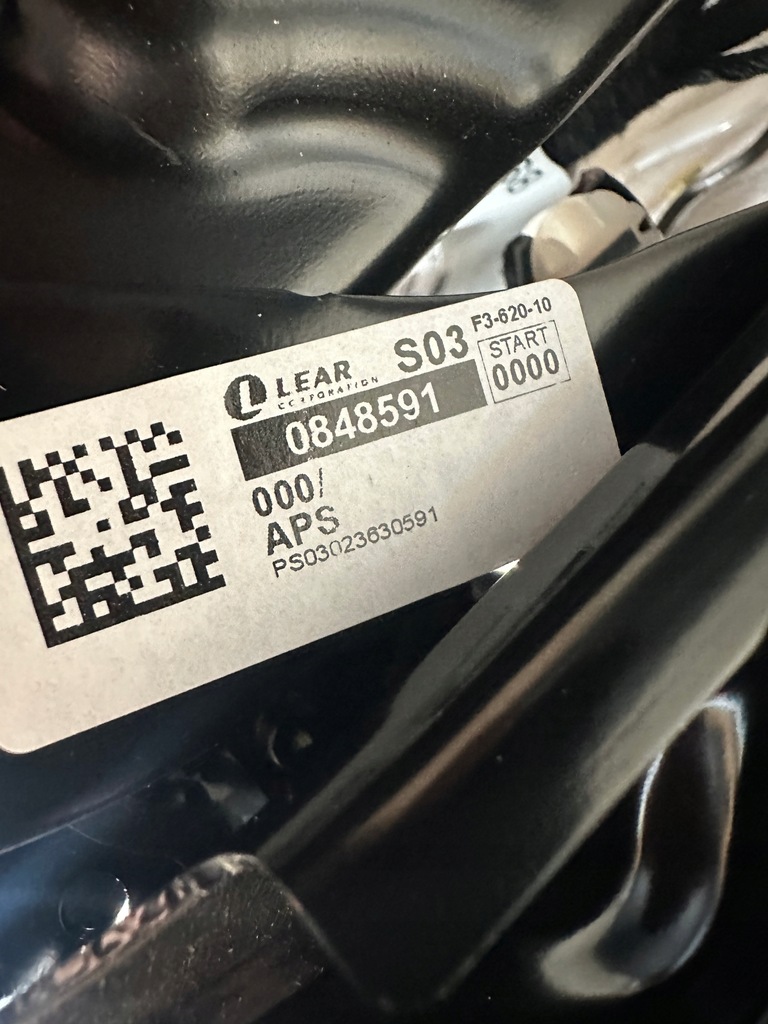 LEAR
CORPORATION
S03
F3-620-10
START
0000
0848591
000/
APS
PS03023630591